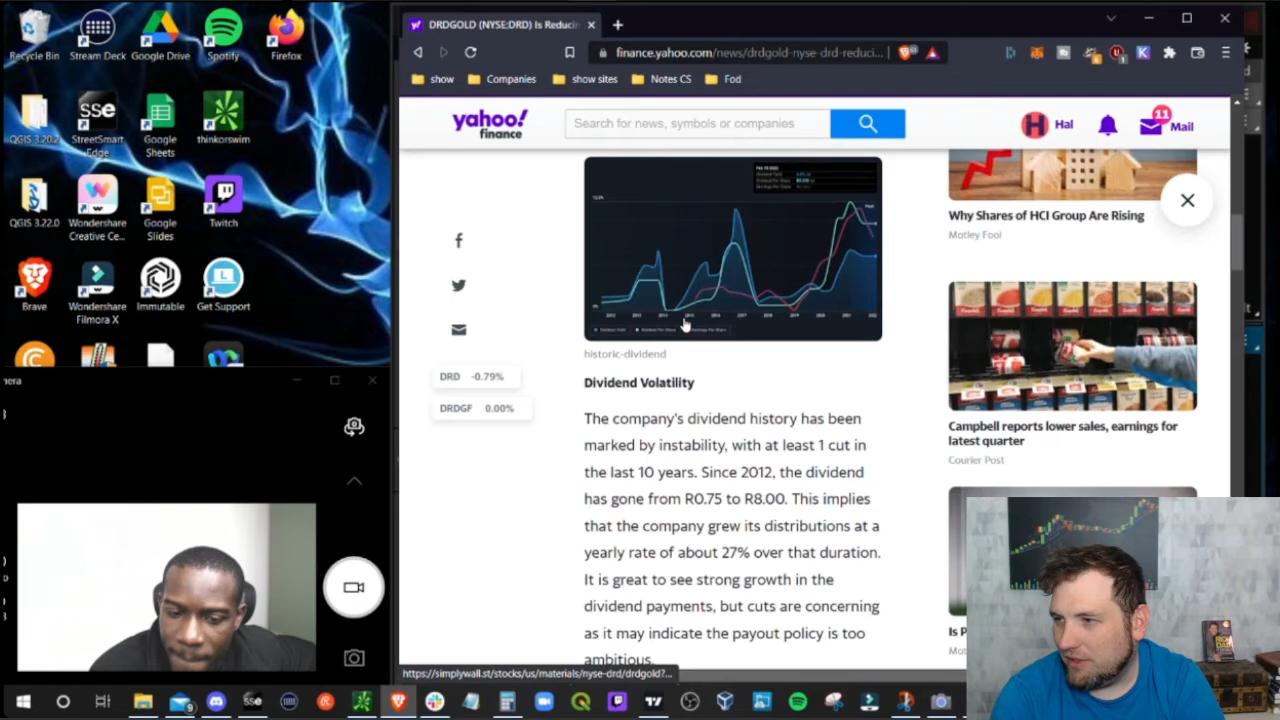 Recycle Bin
Stream Deck
Google Drive
Spotify
Firefox
QGIS 3.20.2
sse
StreetSmart Edge
Google Sheets
thinkorswim
QGIS 3.22.0
Wondershare Creative Ce...
Google Slides
Twitch
Brave
Wondershare Filmora X
Immutable
Get Support
DRDGOLD (NYSE:DRD) Is Reducin
finance.yahoo.com/news/drdgold-nyse-drd-reduci...
show
Companies
show sites
Notes CS
Fod
yahoo!
finance
Search for news, symbols or companies
H
Hal
11
Mail
historic-dividend
DRD -0.79%
DRDGF 0.00%
Dividend Volatility
The company's dividend history has been
marked by instability, with at least 1 cut in
the last 10 years. Since 2012, the dividend
has gone from R0.75 to R8.00. This implies
that the company grew its distributions at a
yearly rate of about 27% over that duration.
It is great to see strong growth in the
dividend payments, but cuts are concerning
as it may indicate the payout policy is too
ambitious.
Why Shares of HCI Group Are Rising
Motley Fool
Campbell reports lower sales, earnings for
latest quarter
Courier Post
Is P
Mot
mera
https://simplywall.st/stocks/us/materials/nyse-drd/drdgold?...
sse
RICH